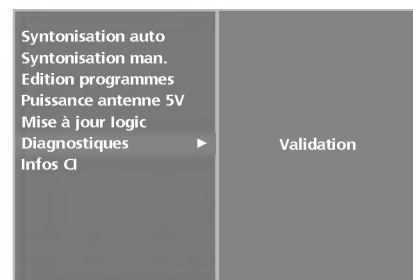 Syntonisation auto
Syntonisation man.
Edition programmes
Puissance antenne 5V
Mise à jour logic
Diagnostiques ►
Validation
Infos CI